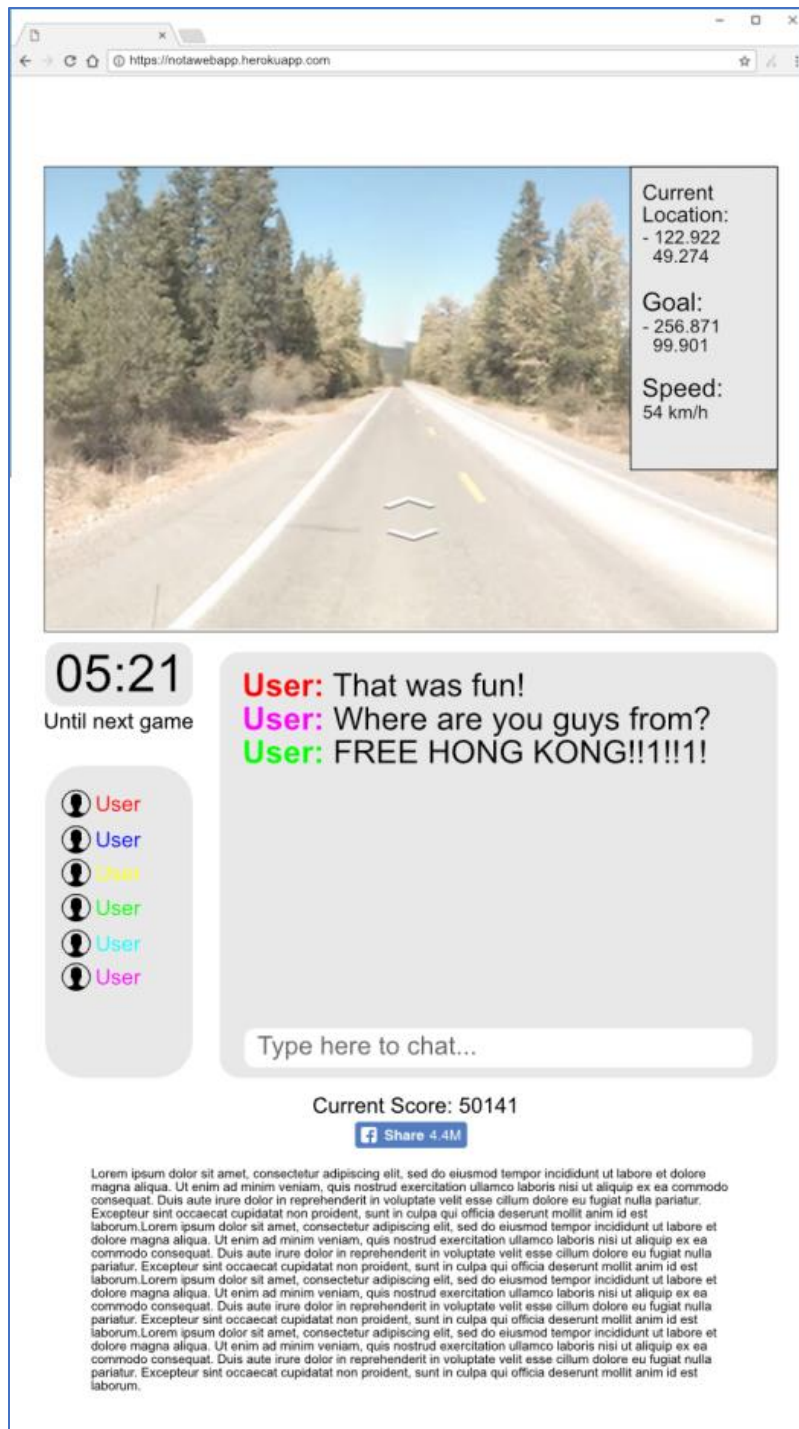 https://notawebapp.herokuapp.com
Current
Location:
- 122.922
49.274
Goal:
- 256.871
99.901
Speed:
54 km/h
05:21
Until next game
User: That was fun!
User: Where are you guys from?
User: FREE HONG KONG!!1!!1!
User
User
User
User
User
User
Type here to chat...
Current Score: 50141
Share 4.4M
Lorem ipsum dolor sit amet, consectetur adipiscing elit, sed do eiusmod tempor incididunt ut labore et dolore
magna aliqua. Ut enim ad minim veniam, quis nostrud exercitation ullamco laboris nisi ut aliquip ex ea commodo
consequat. Duis aute irure dolor in reprehenderit in voluptate velit esse cillum dolore eu fugiat nulla pariatur.
Excepteur sint occaecat cupidatat non proident, sunt in culpa qui officia deserunt mollit anim id est
laborum.Lorem ipsum dolor sit amet, consectetur adipiscing elit, sed do eiusmod tempor incididunt ut labore et
dolore magna aliqua. Ut enim ad minim veniam, quis nostrud exercitation ullamco laboris nisi ut aliquip ex ea
commodo consequat. Duis aute irure dolor in reprehenderit in voluptate velit esse cillum dolore eu fugiat nulla
pariatur. Excepteur sint occaecat cupidatat non proident, sunt in culpa qui officia deserunt mollit anim id est
laborum.Lorem ipsum dolor sit amet, consectetur adipiscing elit, sed do eiusmod tempor incididunt ut labore et
dolore magna aliqua. Ut enim ad minim veniam, quis nostrud exercitation ullamco laboris nisi ut aliquip ex ea
commodo consequat. Duis aute irure dolor in reprehenderit in voluptate velit esse cillum dolore eu fugiat nulla
pariatur. Excepteur sint occaecat cupidatat non proident, sunt in culpa qui officia deserunt mollit anim id est
laborum.Lorem ipsum dolor sit amet, consectetur adipiscing elit, sed do eiusmod tempor incididunt ut labore et
dolore magna aliqua. Ut enim ad minim veniam, quis nostrud exercitation ullamco laboris nisi ut aliquip ex ea
commodo consequat. Duis aute irure dolor in reprehenderit in voluptate velit esse cillum dolore eu fugiat nulla
pariatur. Excepteur sint occaecat cupidatat non proident, sunt in culpa qui officia deserunt mollit anim id est
laborum.